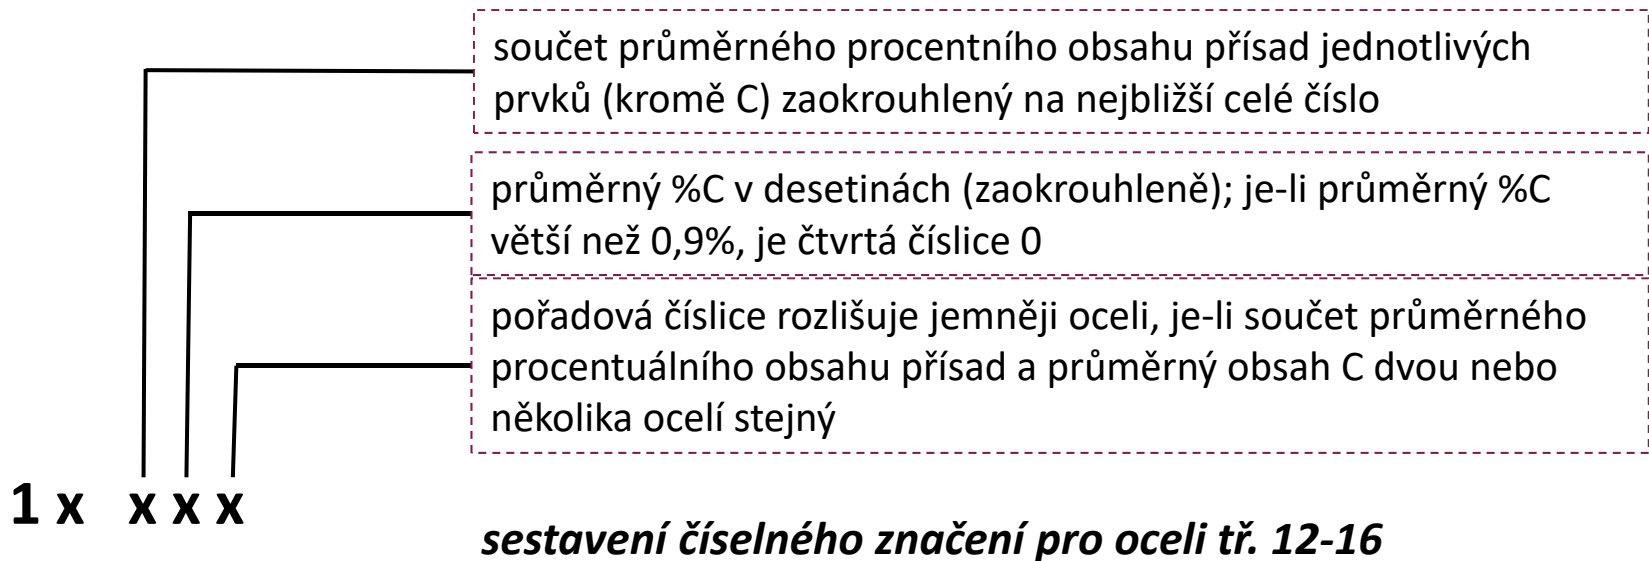 součet průměrného procentního obsahu přísad jednotlivých
prvků (kromě C) zaokrouhlený na nejbližší celé číslo
průměrný %C v desetinách (zaokrouhleně); je-li průměrný %C
větší než 0,9%, je čtvrtá číslice 0
pořadová číslice rozlišuje jemněji oceli, je-li součet průměrného
procentuálního obsahu přísad a průměrný obsah C dvou nebo
několika ocelí stejný
1 x x x x
sestavení číselného značení pro oceli tř. 12-16